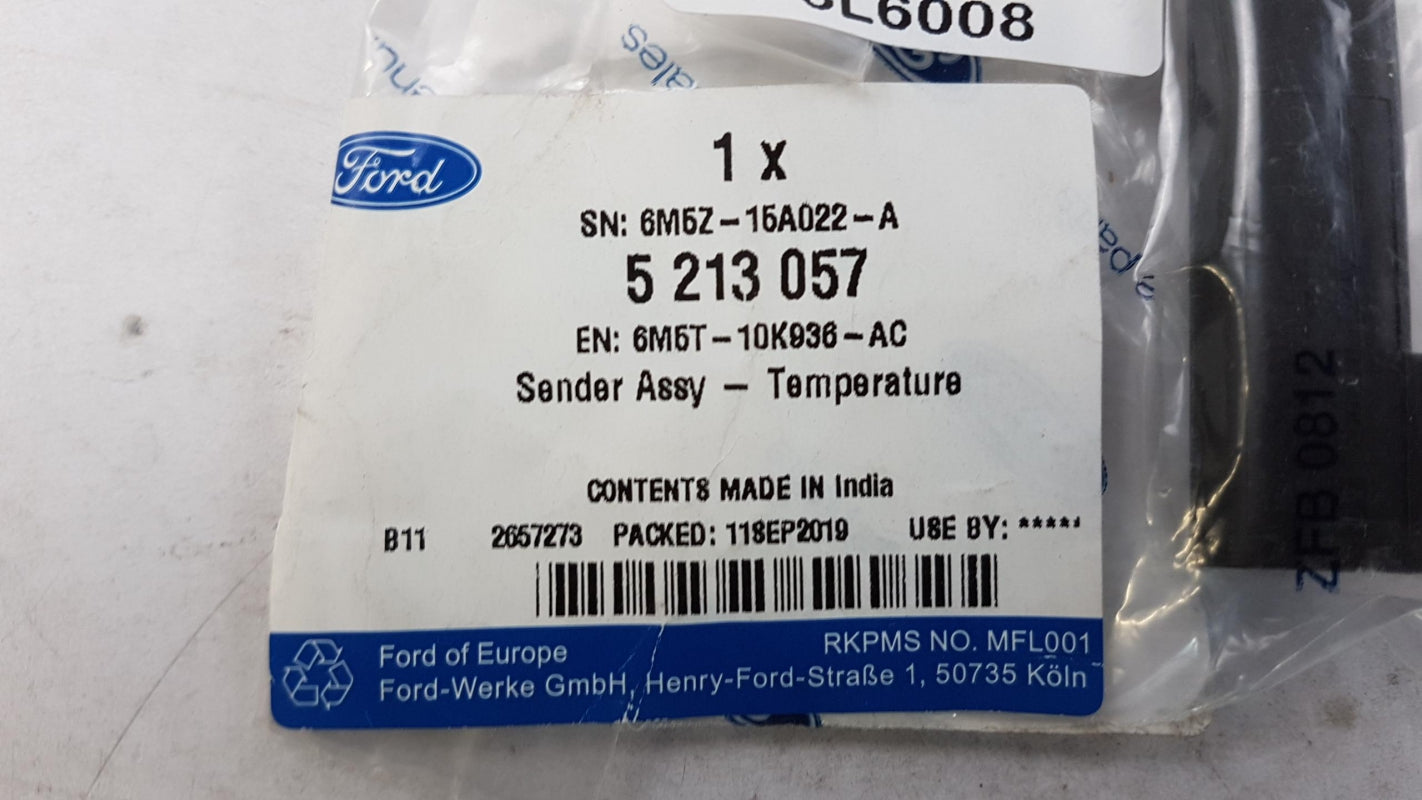 6008
ales
Ford
1 x
SN: 6M5Z-15A022-A
5 213 057
EN: 6M5T-10K936-AC
Sender Assy - Temperature
CONTENTS MADE IN India
B11 2657273 PACKED: 11SEP2019 USE BY: *****
Ford of Europe RKPMS NO. MFL001
Ford-Werke GmbH, Henry-Ford-Straße 1, 50735 Köln
ZFB 0812